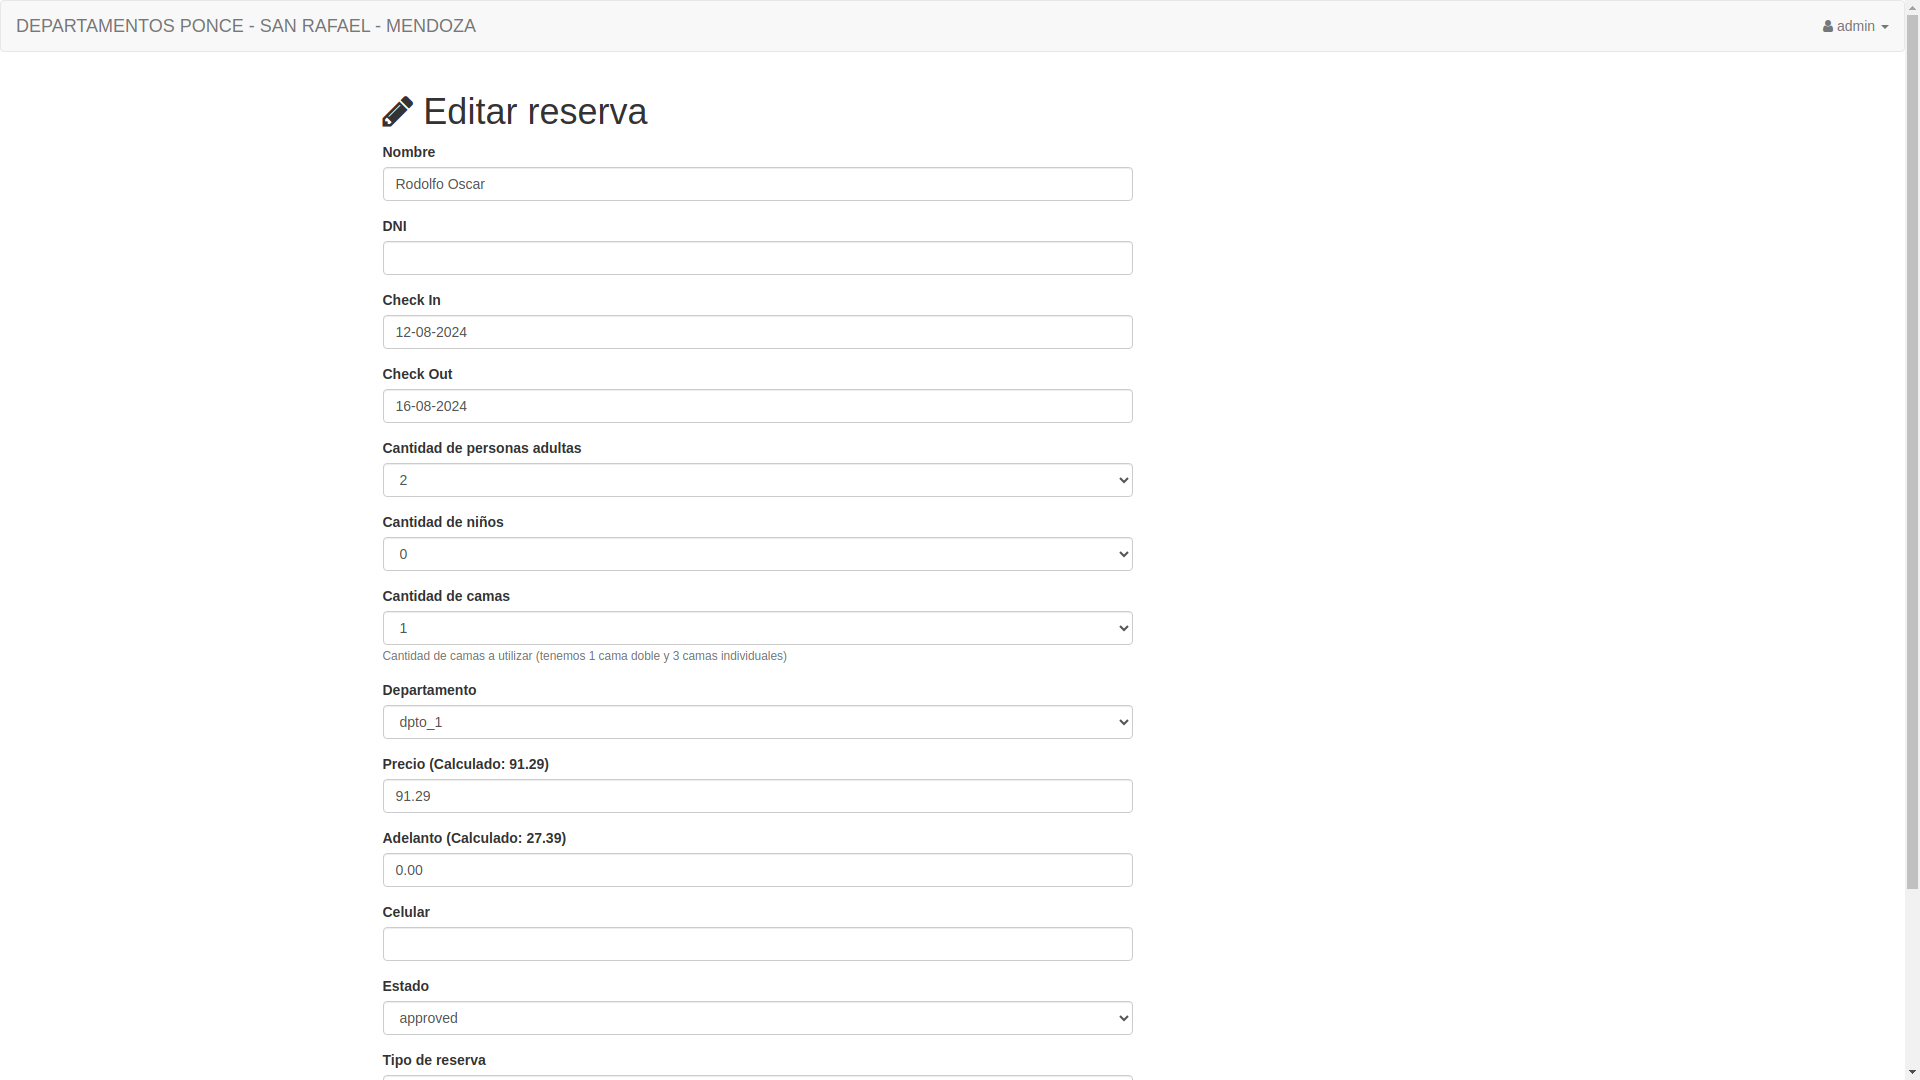 DEPARTAMENTOS PONCE - SAN RAFAEL - MENDOZA
admin
Editar reserva
Nombre
Rodolfo Oscar
DNI
Check In
12-08-2024
Check Out
16-08-2024
Cantidad de personas adultas
2
Cantidad de niños
0
Cantidad de camas
1
Cantidad de camas a utilizar (tenemos 1 cama doble y 3 camas individuales)
Departamento
dpto_1
Precio (Calculado: 91.29)
91.29
Adelanto (Calculado: 27.39)
0.00
Celular
Estado
approved
Tipo de reserva